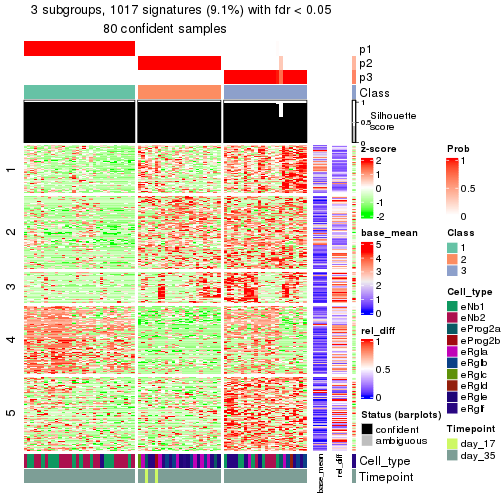 3 subgroups, 1017 signatures (9.1%) with fdr < 0.05
80 confident samples
p1
p2
p3
Class
1
0.5
0
Silhouette
score
1
2
3
4
5
z-score
2
1
0
-1
-2
base_mean
5
4
3
2
1
0
rel_diff
1
0.5
0
Status (barplots)
confident
ambiguous
Prob
1
0.5
0
Class
1
2
3
Cell_type
eNb1
eNb2
eProg2a
eProg2b
eRgla
eRglb
eRglc
eRgld
eRgle
eRglf
Timepoint
day_17
day_35
Cell_type
Timepoint
base_mean
rel_diff